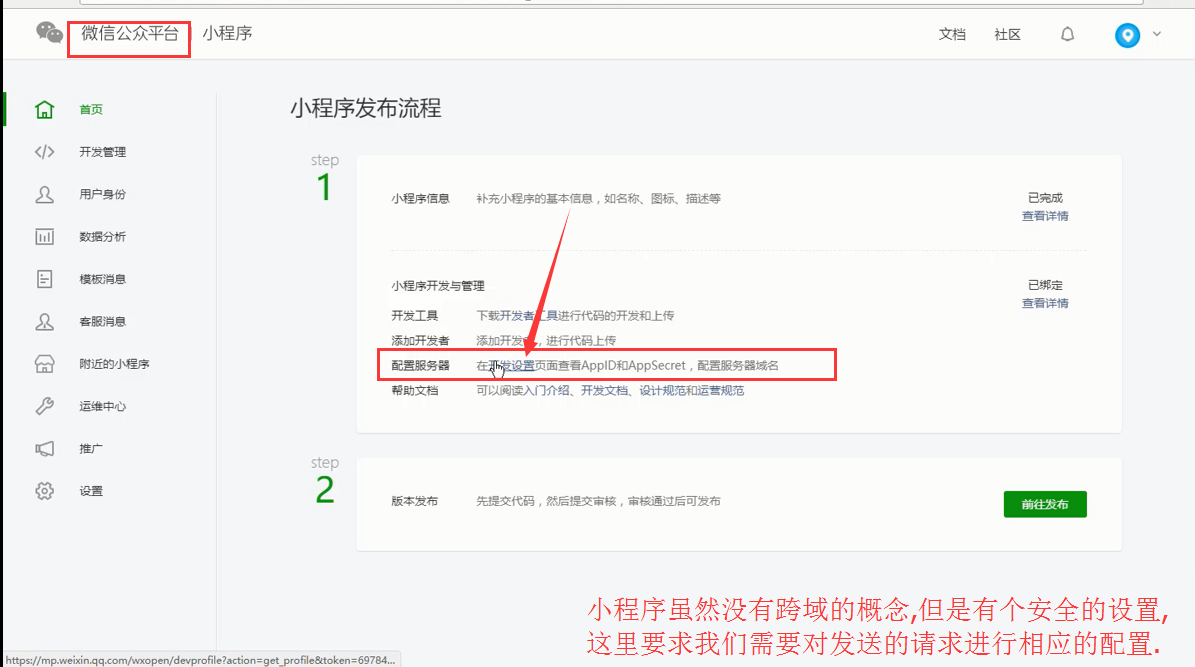 微信公众平台 小程序 文档 社区
首页
开发管理
用户身份
数据分析
模板消息
客服消息
附近的小程序
运维中心
推广
设置
小程序发布流程
step
1
小程序信息 补充小程序的基本信息，如名称、图标、描述等 已完成
查看详情
小程序开发与管理 已绑定
查看详情
开发工具 下载开发者工具进行代码的开发和上传
添加开发者 添加开发，进行代码上传
配置服务器 在开发设置页面查看AppID和AppSecret，配置服务器域名
帮助文档 可以阅读入门介绍、开发文档、设计规范和运营规范
step
2
版本发布 先提交代码，然后提交审核，审核通过后可发布 前往发布
小程序虽然没有跨域的概念,但是有个安全的设置,
这里要求我们需要对发送的请求进行相应的配置.
https://mp.weixin.qq.com/wxopen/devprofile?action=get_profile&token=69784...